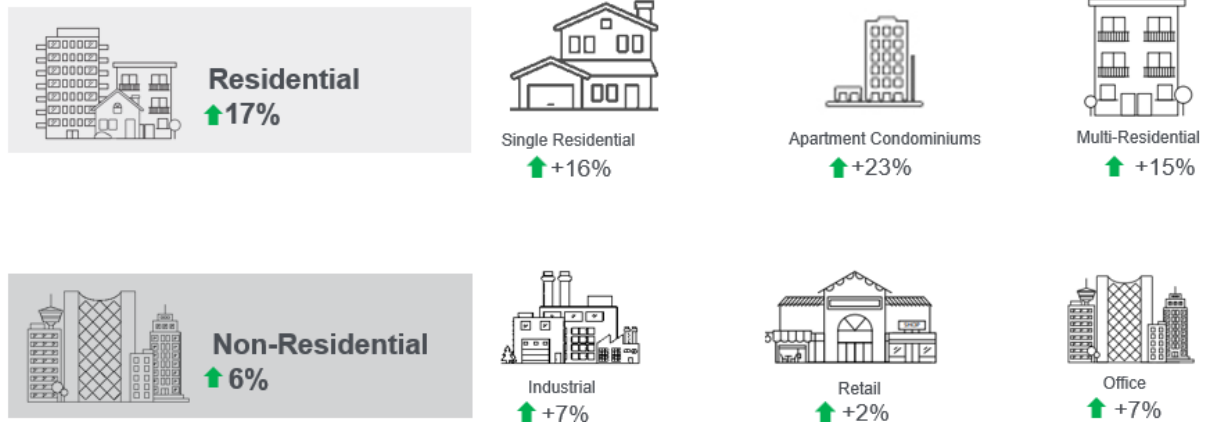 Residential
17%
Single Residential
+16%
Apartment Condominiums
+23%
Multi-Residential
+15%
Non-Residential
6%
Industrial
+7%
SHOP
Retail
+2%
Office
+7%